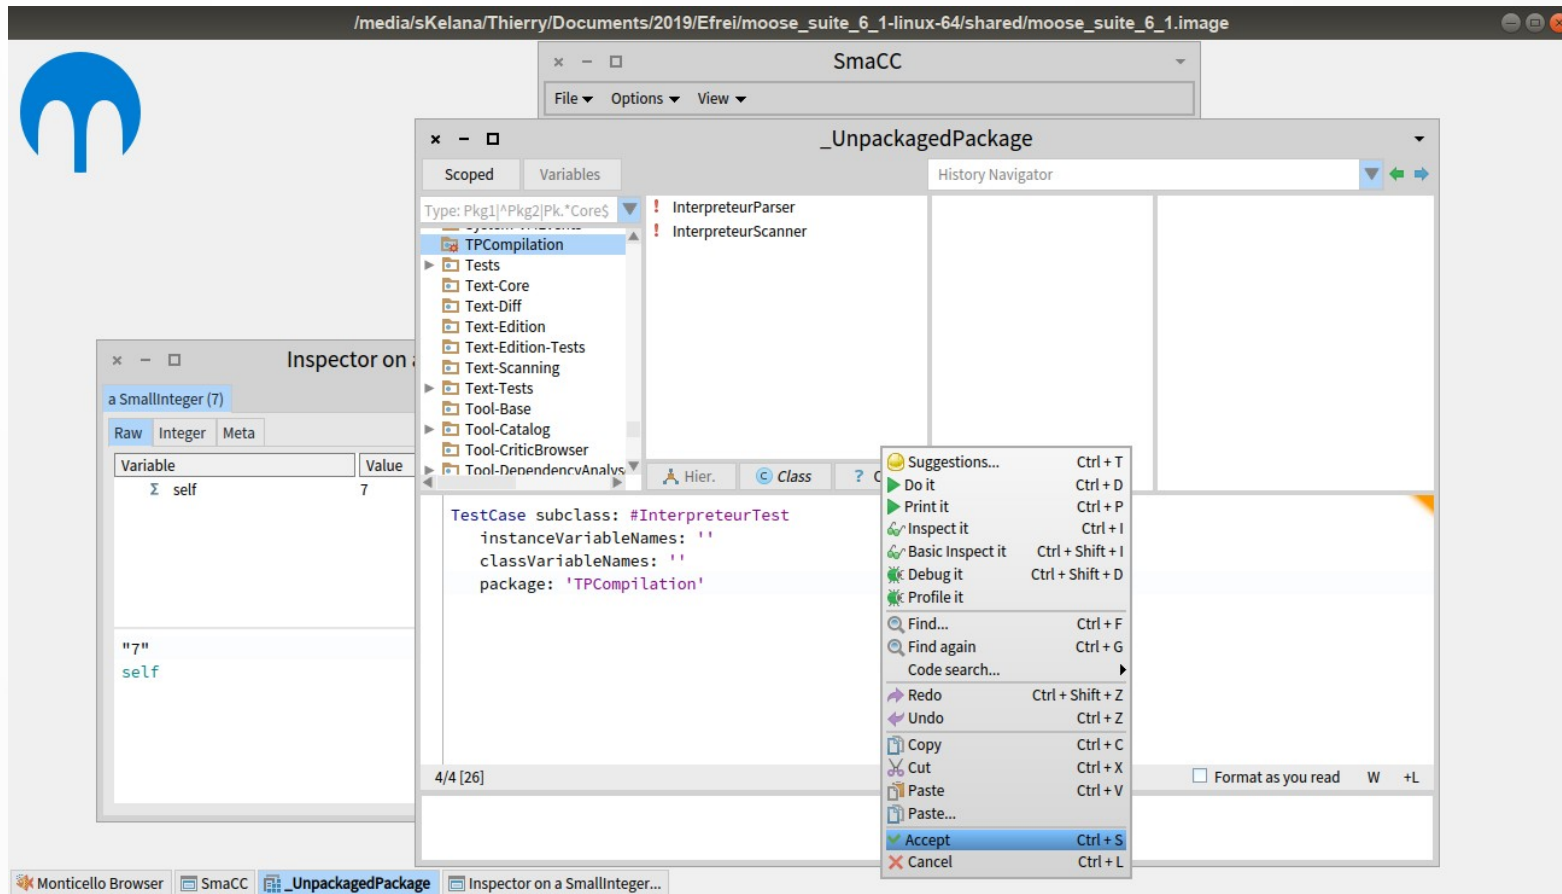 /media/sKelana/Thierry/Documents/2019/Efrei/moose_suite_6_1-linux-64/shared/moose_suite_6_1.image
SmaCC
File Options View
_UnpackagedPackage
Scoped Variables History Navigator
Type: Pkg1|^Pkg2|Pk.*Core$
TPCompilation
Tests
Text-Core
Text-Diff
Text-Edition
Text-Edition-Tests
Text-Scanning
Text-Tests
Tool-Base
Tool-Catalog
Tool-CriticBrowser
Tool-DependencyAnalys
! InterpreteurParser
! InterpreteurScanner
Hier. Class ? C
TestCase subclass: #InterpreteurTest
instanceVariableNames: ''
classVariableNames: ''
package: 'TPCompilation'
4/4 [26]
Format as you read W +L
Suggestions... Ctrl + T
Do it Ctrl + D
Print it Ctrl + P
Inspect it Ctrl + I
Basic Inspect it Ctrl + Shift + I
Debug it Ctrl + Shift + D
Profile it
Find... Ctrl + F
Find again Ctrl + G
Code search...
Redo Ctrl + Shift + Z
Undo Ctrl + Z
Copy Ctrl + C
Cut Ctrl + X
Paste Ctrl + V
Paste...
Accept Ctrl + S
Cancel Ctrl + L
Inspector on a
a SmallInteger (7)
Raw Integer Meta
Variable Value
Σ self 7
"7"
self
Monticello Browser SmaCC _UnpackagedPackage Inspector on a SmallInteger...